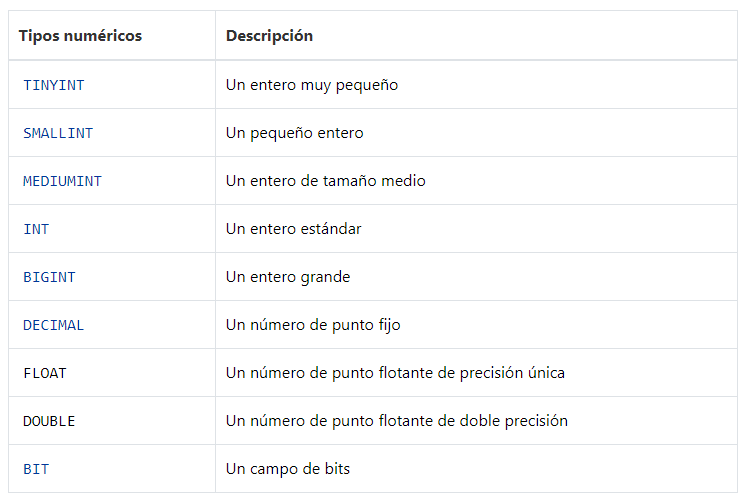 Tipos numéricos Descripción
TINYINT Un entero muy pequeño
SMALLINT Un pequeño entero
MEDIUMINT Un entero de tamaño medio
INT Un entero estándar
BIGINT Un entero grande
DECIMAL Un número de punto fijo
FLOAT Un número de punto flotante de precisión única
DOUBLE Un número de punto flotante de doble precisión
BIT Un campo de bits